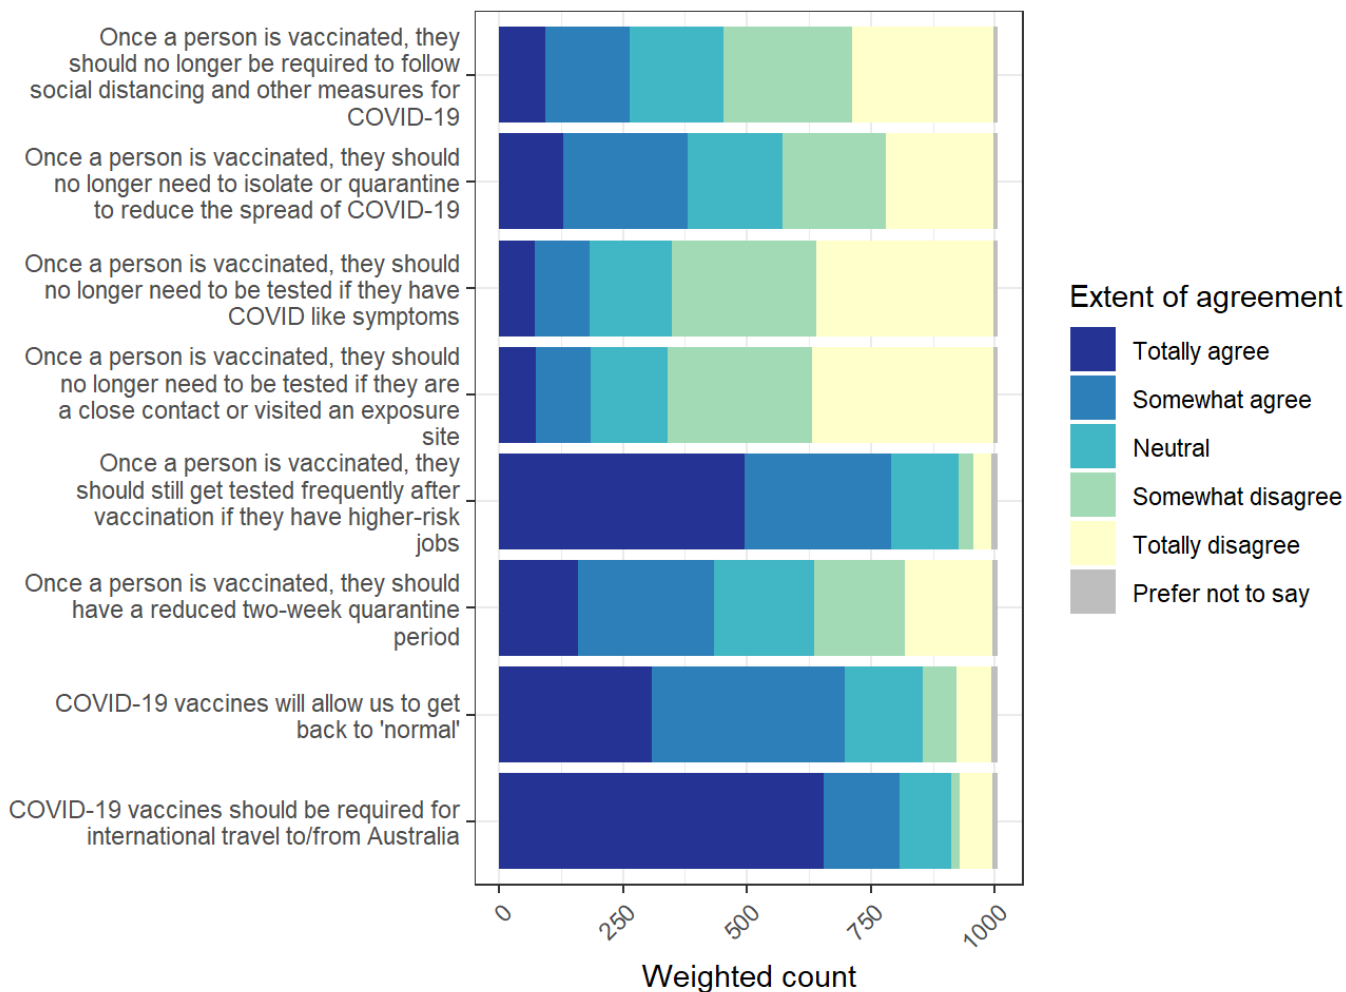 Once a person is vaccinated, they
should no longer be required to follow
social distancing and other measures for
COVID-19
Once a person is vaccinated, they should
no longer need to isolate or quarantine
to reduce the spread of COVID-19
Once a person is vaccinated, they should
no longer need to be tested if they have
COVID like symptoms
Once a person is vaccinated, they should
no longer need to be tested if they are
a close contact or visited an exposure
site
Once a person is vaccinated, they
should still get tested frequently after
vaccination if they have higher-risk
jobs
Once a person is vaccinated, they should
have a reduced two-week quarantine
period
COVID-19 vaccines will allow us to get
back to 'normal'
COVID-19 vaccines should be required for
international travel to/from Australia
0
250
500
750
1000
Weighted count
Extent of agreement
Totally agree
Somewhat agree
Neutral
Somewhat disagree
Totally disagree
Prefer not to say